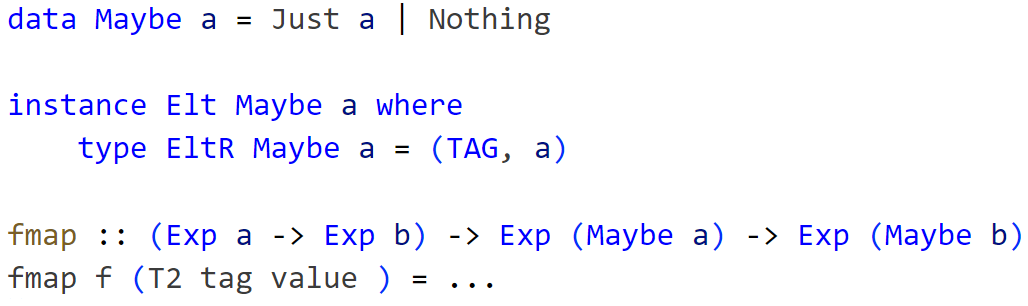 data Maybe a = Just a | Nothing
instance Elt Maybe a where
    type EltR Maybe a = (TAG, a)
fmap :: (Exp a -> Exp b) -> Exp (Maybe a) -> Exp (Maybe b)
fmap f (T2 tag value ) = ...